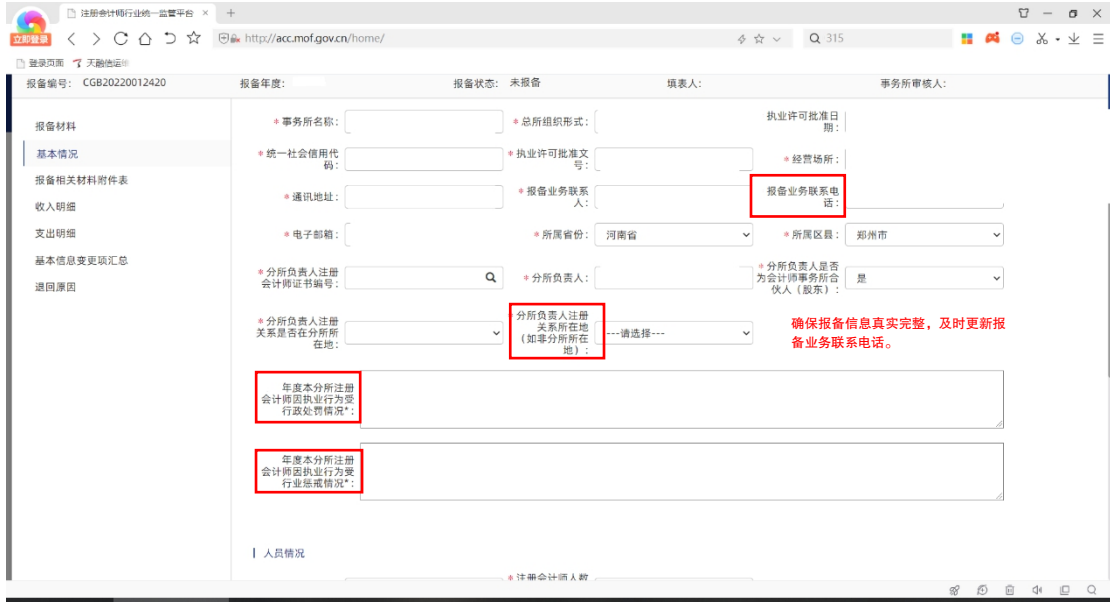 注册会计师行业统一监管平台 × +
立即登录 http://acc.mof.gov.cn/home/ 315
登录页面 天融信运
报备编号: CGB20220012420 报备年度: 报备状态: 未报备 填表人: 事务所审核人:
报备材料
基本情况
报备相关材料附件表
收入明细
支出明细
基本信息变更项汇总
退回原因
* 事务所名称:
* 总所组织形式:
执业许可批准日
期:
* 统一社会信用代
码:
* 执业许可批准文
号:
* 经营场所:
* 通讯地址:
* 报备业务联系
人:
报备业务联系电
话:
* 电子邮箱:
* 所属省份: 河南省
* 所属区县: 郑州市
* 分所负责人注册
会计师证书编号:
* 分所负责人:
* 分所负责人是否
为会计师事务所合
伙人（股东）:
是
* 分所负责人注册
关系是否在分所所
在地:
分所负责人注册
关系所在地
（如非分所所在
地）:
---请选择---
确保报备信息真实完整，及时更新报
备业务联系电话。
年度本分所注册
会计师因执业行为受
行政处罚情况*:
年度本分所注册
会计师因执业行为受
行业惩戒情况*:
人员情况
* 注册会计师人数